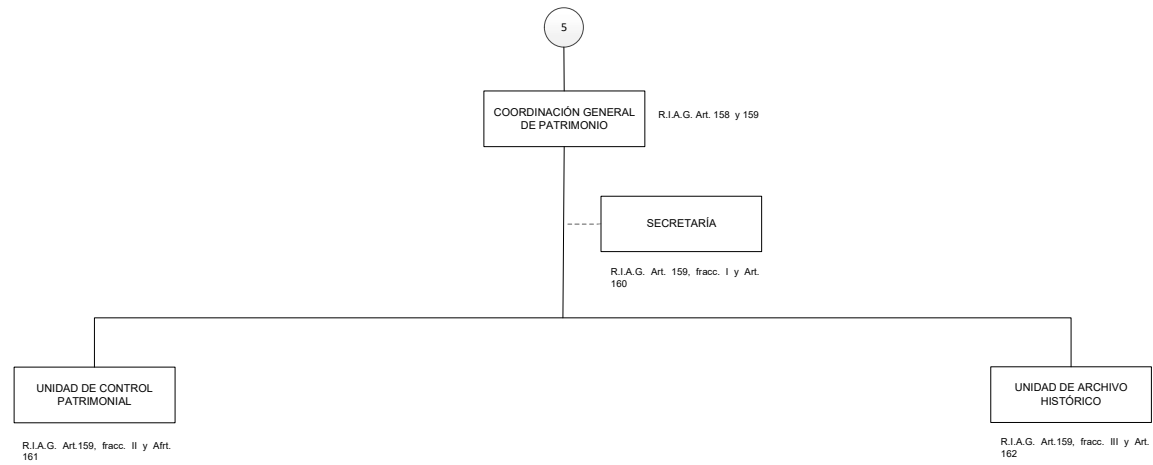 5
COORDINACIÓN GENERAL
DE PATRIMONIO
R.I.A.G. Art. 158 y 159
SECRETARÍA
R.I.A.G. Art. 159, fracc. I y Art.
160
UNIDAD DE CONTROL
PATRIMONIAL
R.I.A.G. Art.159, fracc. II y Afrt.
161
UNIDAD DE ARCHIVO
HISTÓRICO
R.I.A.G. Art.159, fracc. III y Art.
162